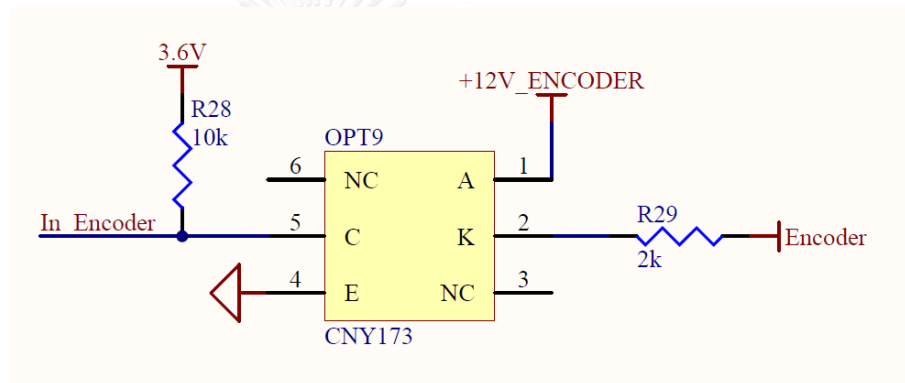 3.6V
R28
10k
+12V_ENCODER
OPT9
6
NC
A
1
In_Encoder
5
C
K
2
R29
2k
Encoder
4
E
NC
3
CNY173